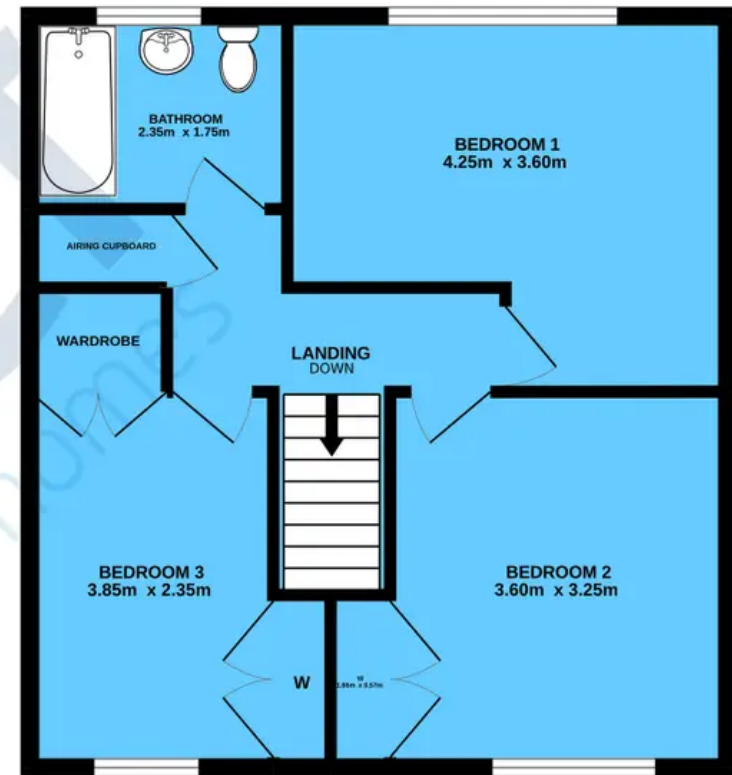 BATHROOM
2.35m x 1.75m
BEDROOM 1
4.25m x 3.60m
AIRING CUPBOARD
WARDROBE
LANDING
DOWN
BEDROOM 3
3.85m x 2.35m
BEDROOM 2
3.60m x 3.25m
W
W
homes